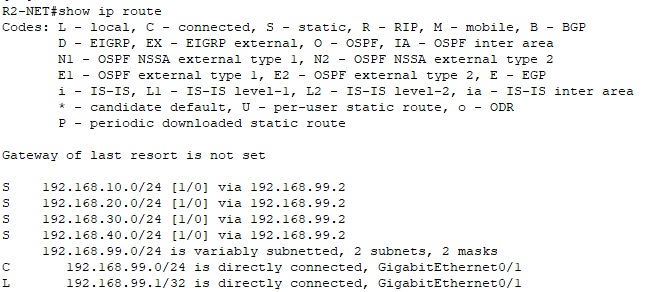 R2-NET#show ip route
Codes: L - local, C - connected, S - static, R - RIP, M - mobile, B - BGP
       D - EIGRP, EX - EIGRP external, O - OSPF, IA - OSPF inter area
       N1 - OSPF NSSA external type 1, N2 - OSPF NSSA external type 2
       E1 - OSPF external type 1, E2 - OSPF external type 2, E - EGP
       i - IS-IS, L1 - IS-IS level-1, L2 - IS-IS level-2, ia - IS-IS inter area
       * - candidate default, U - per-user static route, o - ODR
       P - periodic downloaded static route

Gateway of last resort is not set

S    192.168.10.0/24 [1/0] via 192.168.99.2
S    192.168.20.0/24 [1/0] via 192.168.99.2
S    192.168.30.0/24 [1/0] via 192.168.99.2
S    192.168.40.0/24 [1/0] via 192.168.99.2
     192.168.99.0/24 is variably subnetted, 2 subnets, 2 masks
C       192.168.99.0/24 is directly connected, GigabitEthernet0/1
L       192.168.99.1/32 is directly connected, GigabitEthernet0/1